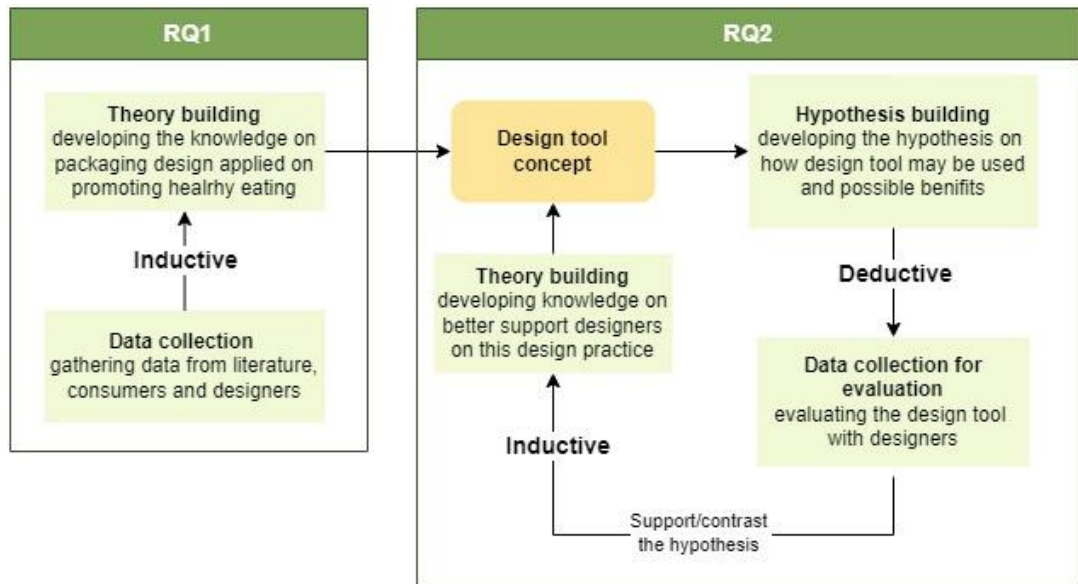 RQ1
Theory building
developing the knowledge on
packaging design applied on
promoting healrhy eating
Inductive
Data collection
gathering data from literature,
consumers and designers
RQ2
Design tool
concept
Hypothesis building
developing the hypothesis on
how design tool may be used
and possible benifits
Deductive
Data collection for
evaluation
evaluating the design tool
with designers
Support/contrast
the hypothesis
Inductive
Theory building
developing knowledge on
better support designers
on this design practice